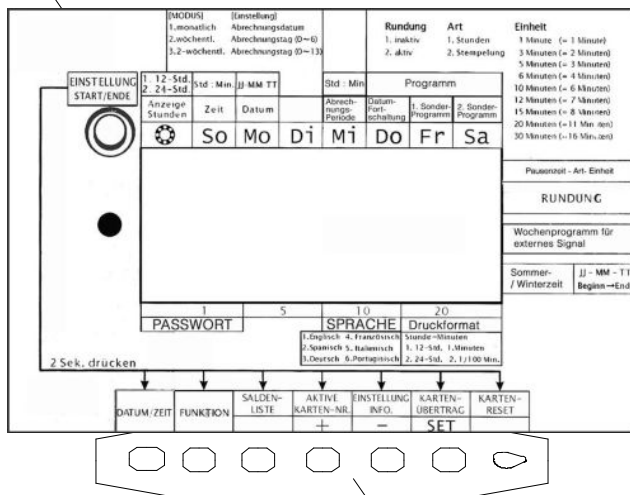 [MODUS] [Einstellung]
1.monatlich Abrechnungsdatum
2.wöchentl. Abrechnungstag (0~6)
3.2-wöchentl. Abrechnungstag (0~13)
Rundung Art Einheit
1. inaktiv 1. Stunden
2. aktiv 2. Stempelung
1 Minute (= 1 Minute)
3 Minuten (= 2 Minuten)
5 Minuten (= 3 Minuten)
6 Minuten (= 4 Minuten)
10 Minuten (= 6 Minuten)
12 Minuten (= 7 Minuten)
15 Minuten (= 8 Minuten)
20 Minuten (=11 Minuten)
30 Minuten (=16 Minuten)
EINSTELLUNG
START/ENDE
1. 12-Std.
2. 24-Std.
Std : Min.
JJ-MM TT
Std : Min
Programm
Anzeige
Stunden
Zeit
Datum
Abrech-
nungs-
Periode
Datum-
Fort-
schaltung
1. Sonder-
Programm
2. Sonder-
Programm
So Mo Di Mi Do Fr Sa
Pausenzeit - Art- Einheit
RUNDUNG
Wochenprogramm für
externes Signal
Sommer-
/ Winterzeit
JJ - MM - TT
Beginn→End
1 5 10 20
PASSWORT SPRACHE Druckformat
1.Englisch 4. Französisch
2.Spanisch 5. Italienisch
3.Deutsch 6.Portugitisch
Stunde-Minuten
1. 12-Std. 1.Minuten
2. 24-Std. 2. 1/100 Min.
2 Sek. drücken
DATUM/ZEIT
FUNKTION
SALDEN-
LISTE
AKTIVE
KARTEN-NR.
EINSTELLUNG
INFO.
KARTEN-
ÜBERTRAG
KARTEN-
RESET
+ − SET